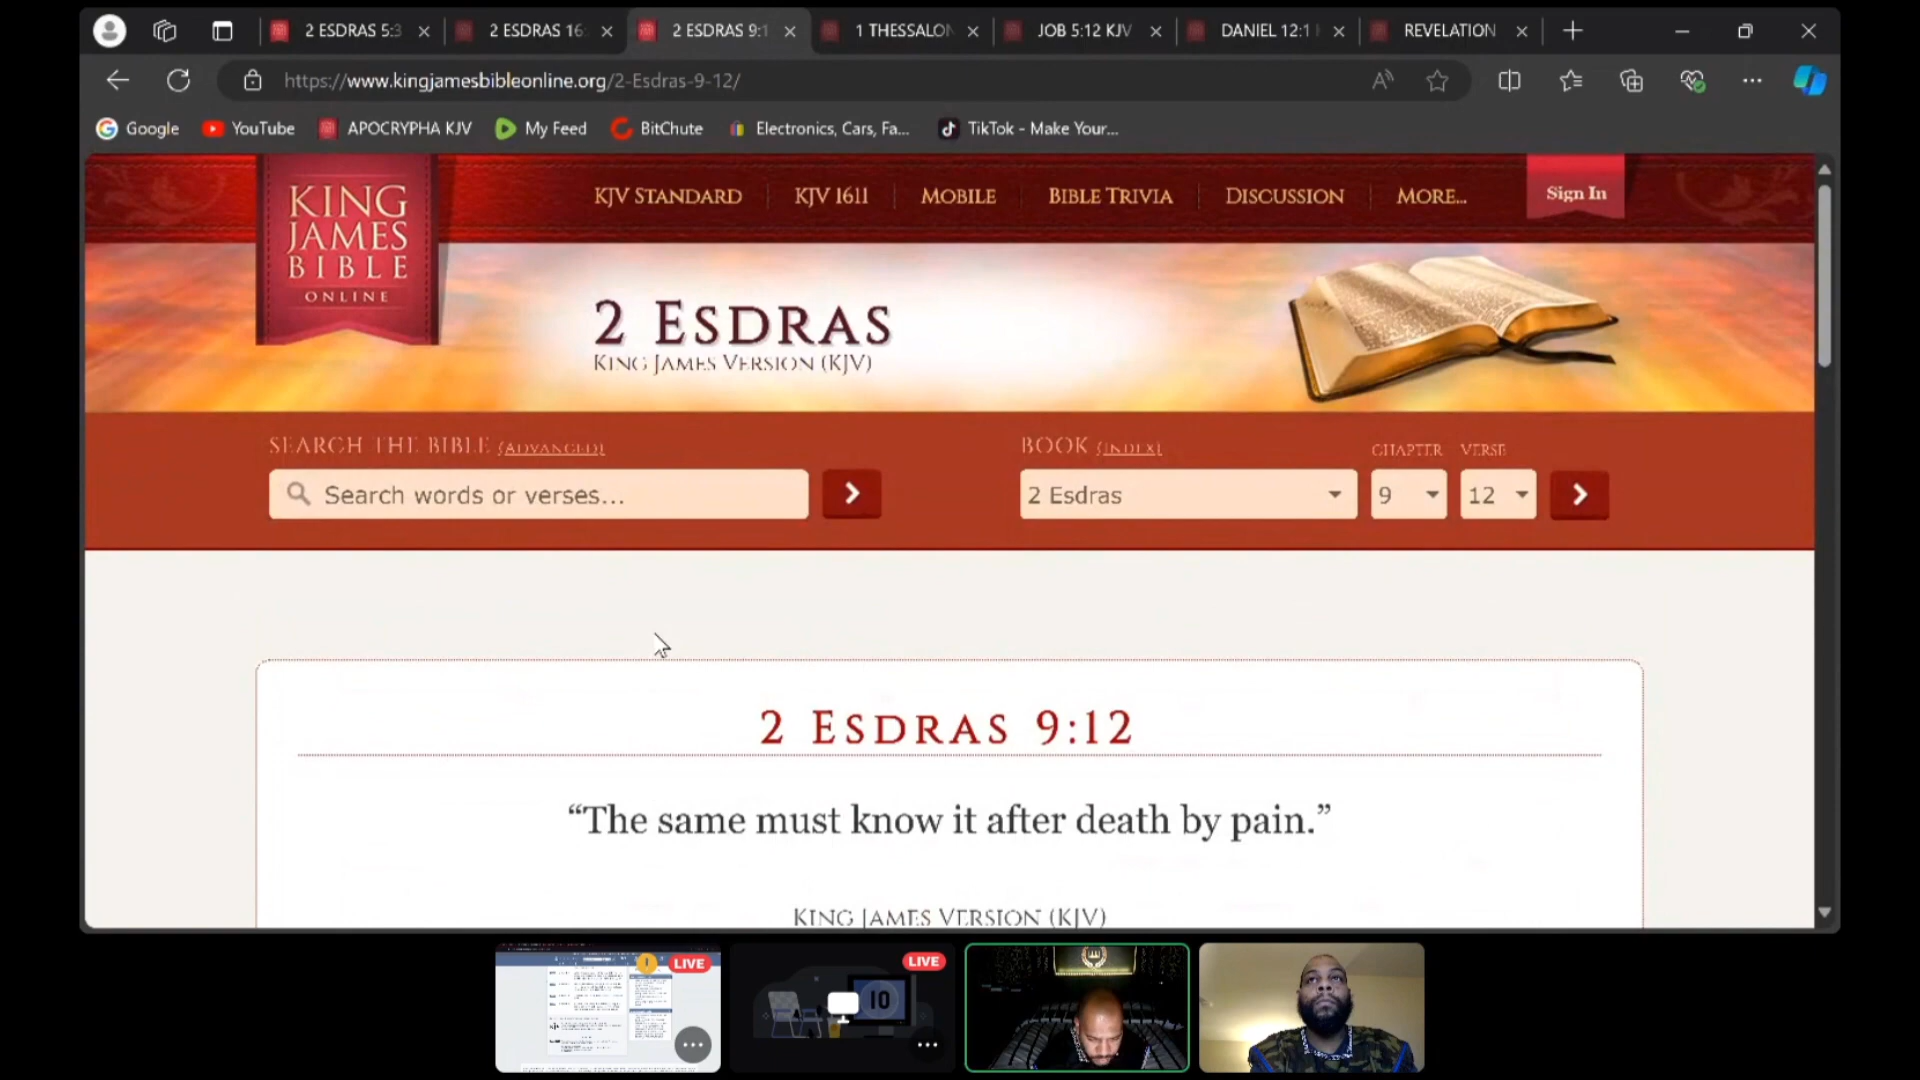 2 ESDRAS 5:3
2 ESDRAS 16:
2 ESDRAS 9:1
1 THESSALON
JOB 5:12 KJV
DANIEL 12:1
REVELATION
https://www.kingjamesbibleonline.org/2-Esdras-9-12/
Google
YouTube
APOCRYPHA KJV
My Feed
BitChute
Electronics, Cars, Fa...
TikTok - Make Your...
KING
JAMES
BIBLE
ONLINE
KJV STANDARD
KJV 1611
MOBILE
BIBLE TRIVIA
DISCUSSION
MORE...
Sign In
2 ESDRAS
KING JAMES VERSION (KJV)
SEARCH THE BIBLE (ADVANCED)
BOOK (INDEX)
CHAPTER
VERSE
Search words or verses...
2 Esdras
9
12
2 ESDRAS 9:12
“The same must know it after death by pain.”
KING JAMES VERSION (KJV)
LIVE
LIVE
10